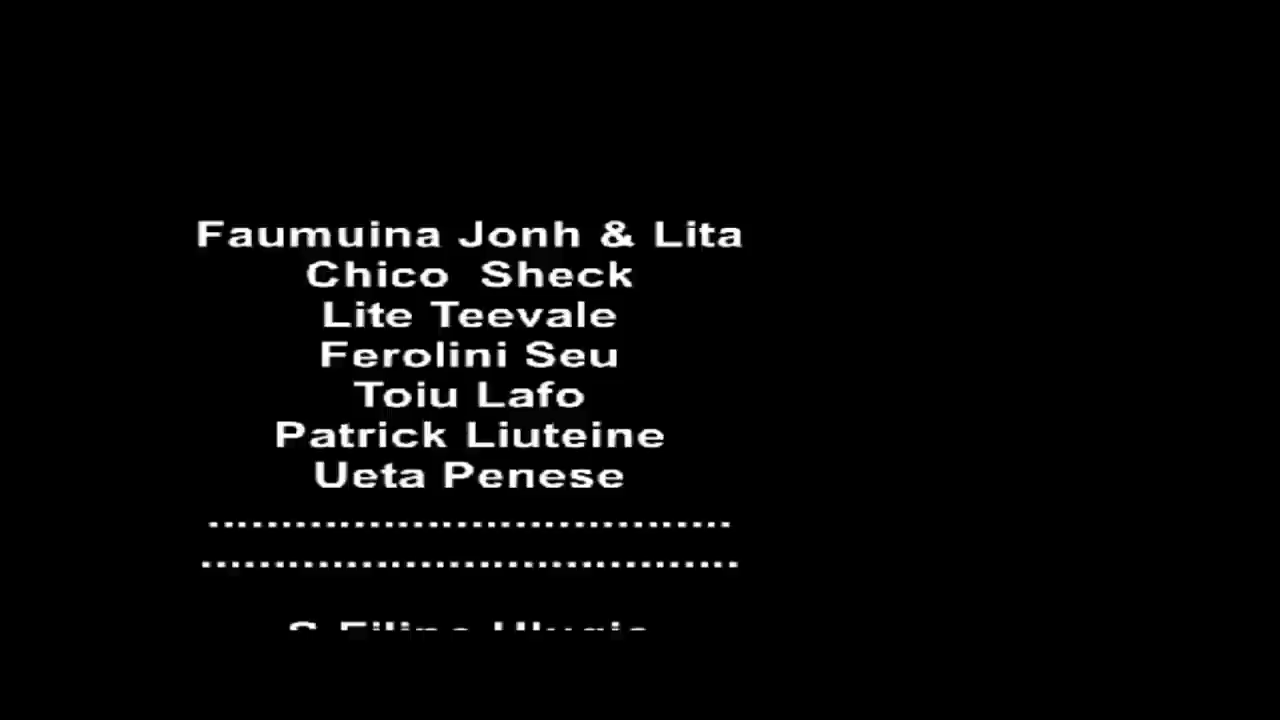 Faumuina Jonh & Lita
Chico Sheck
Lite Teevale
Ferolini Seu
Toiu Lafo
Patrick Liuteine
Ueta Penese
....................................
.....................................